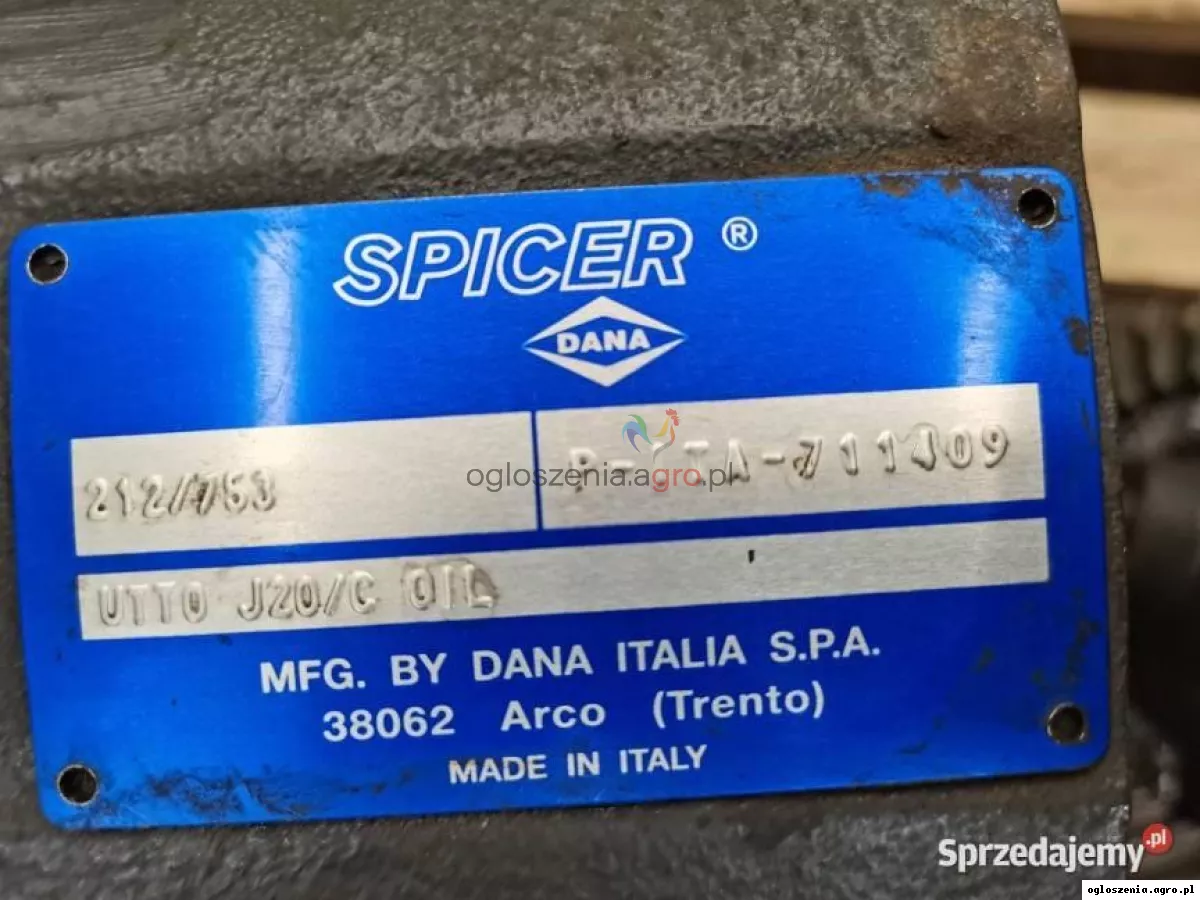 SPICER ®
DANA
212/753
ogloszenia.agro.pl
711409
UTTO J20/C OIL
MFG. BY DANA ITALIA S.P.A.
38062 Arco (Trento)
MADE IN ITALY
Sprzedajemy.pl
ogloszenia.agro.pl